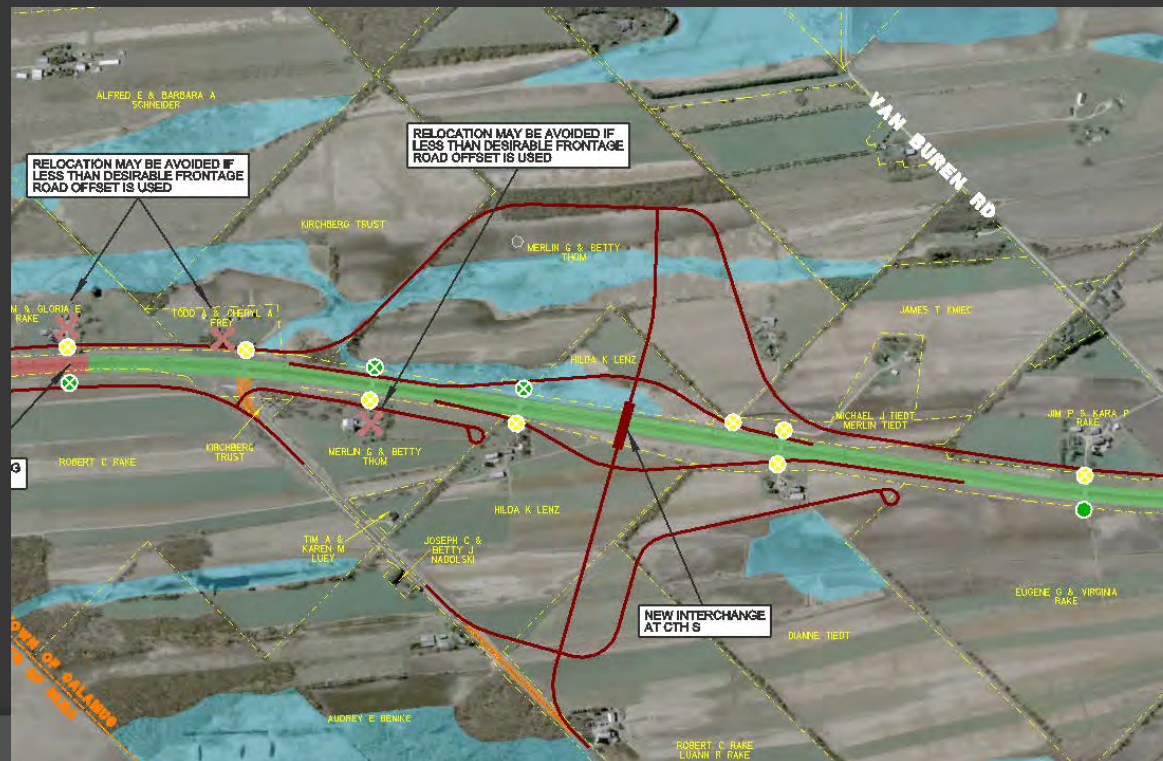 ALFRED E & BARBARA A
SCHNEIDER
VAN BUREN RD
RELOCATION MAY BE AVOIDED IF
LESS THAN DESIRABLE FRONTAGE
ROAD OFFSET IS USED
RELOCATION MAY BE AVOIDED IF
LESS THAN DESIRABLE FRONTAGE
ROAD OFFSET IS USED
KIRCHBERG TRUST
MERLIN G & BETTY
THOM
M & GLORIA E
RAKE
TODD A & CHERYL A
FREY
JAMES T KMIEC
HILDA K LENZ
MICHAEL J TIEDT
MERLIN TIEDT
JIM P & KARA P
RAKE
KIRCHBERG
TRUST
MERLIN G & BETTY
THOM
ROBERT C RAKE
G
HILDA K LENZ
TIM A &
KAREN M
LUEY
JOSEPH C &
BETTY J
NABOLSKI
EUGENE G & VIRGINIA
RAKE
NEW INTERCHANGE
AT CTH S
DIANNE TIEDT
TOWN OF CALAMUS
OF
AUDREY E BENIKE
ROBERT C RAKE
LUANN R RAKE